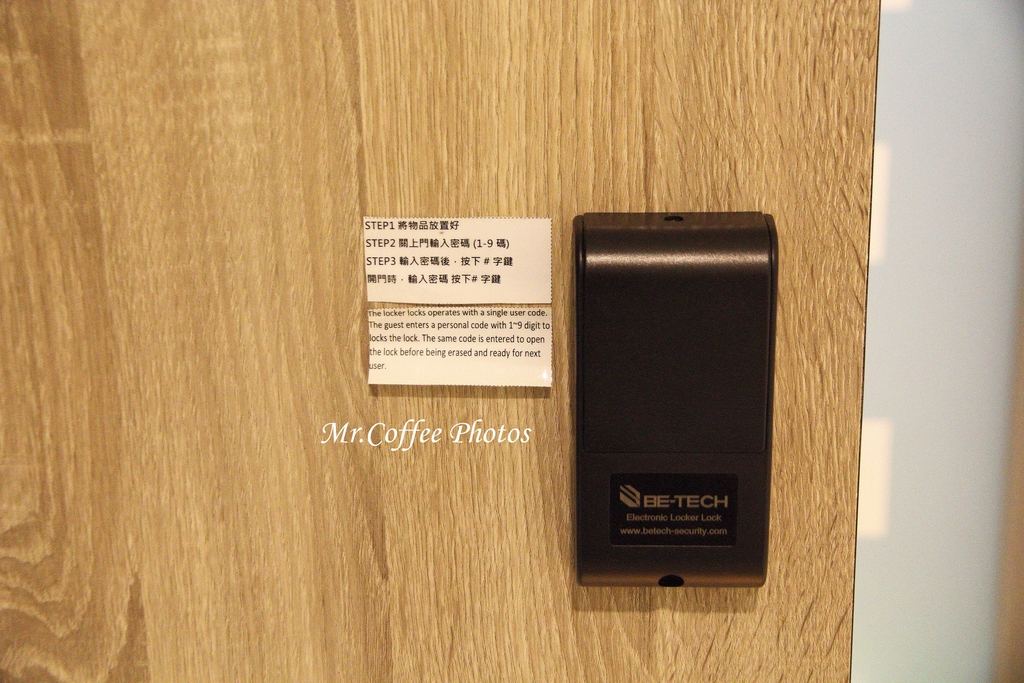 STEP1 將物品放置好
STEP2 關上門輸入密碼 (1-9 碼)
STEP3 輸入密碼後，按下 # 字鍵
開門時，輸入密碼 按下# 字鍵
The locker locks operates with a single user code.
The guest enters a personal code with 1~9 digit to
locks the lock. The same code is entered to open
the lock before being erased and ready for next
user.
Mr.Coffee Photos
BE-TECH
Electronic Locker Lock
www.betech-security.com